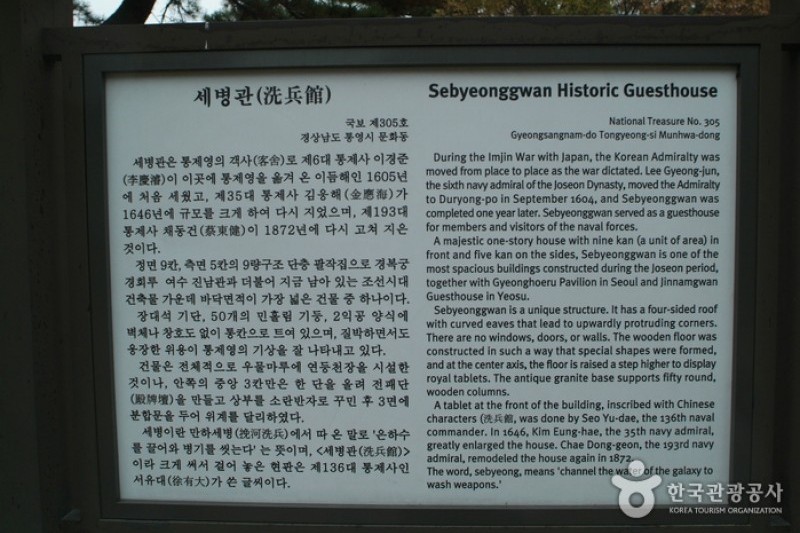 세병관(洗兵館)
국보 제305호
경상남도 통영시 문화동
세병관은 통제영의 객사(客舍)로 제6대 통제사 이경준
(李慶濬)이 이곳에 통제영을 옮겨 온 이듬해인 1605년
에 처음 세웠고, 제35대 통제사 김응해(金應海)가
1646년에 규모를 크게 하여 다시 지었으며, 제193대
통제사 채동건(蔡東健)이 1872년에 다시 고쳐 지은
것이다.
정면 9칸, 측면 5칸의 9량구조 단층 팔작집으로 경복궁
경회루 여수 진남관과 더불어 지금 남아 있는 조선시대
건축물 가운데 바닥면적이 가장 넓은 건물 중 하나이다.
장대석 기단, 50개의 민흘림 기둥, 2익공 양식에
벽체나 창호도 없이 통칸으로 트여 있으며, 질박하면서도
웅장한 위용이 통제영의 기상을 잘 나타내고 있다.
건물은 전체적으로 우물마루에 연등천장을 시설한
것이나, 안쪽의 중앙 3칸만은 한 단을 올려 전패단
(殿牌壇)을 만들고 상부를 소란반자로 꾸민 후 3면에
분합문을 두어 위계를 달리하였다.
세병이란 만하세병(挽河洗兵)에서 따 온 말로 '은하수
를 끌어와 병기를 씻는다' 는 뜻이며, <세병관(洗兵館)>
이라 크게 써서 걸어 놓은 현판은 제136대 통제사인
서유대(徐有大)가 쓴 글씨이다.
Sebyeonggwan Historic Guesthouse
National Treasure No. 305
Gyeongsangnam-do Tongyeong-si Munhwa-dong
During the Imjin War with Japan, the Korean Admiralty was
moved from place to place as the war dictated. Lee Gyeong-jun,
the sixth navy admiral of the Joseon Dynasty, moved the Admiralty
to Duryong-po in September 1604, and Sebyeonggwan was
completed one year later. Sebyeonggwan served as a guesthouse
for members and visitors of the naval forces.
A majestic one-story house with nine kan (a unit of area) in
front and five kan on the sides, Sebyeonggwan is one of the
most spacious buildings constructed during the Joseon period,
together with Gyeonghoeru Pavilion in Seoul and Jinnamgwan
Guesthouse in Yeosu.
Sebyeonggwan is a unique structure. It has a four-sided roof
with curved eaves that lead to upwardly protruding corners.
There are no windows, doors, or walls. The wooden floor was
constructed in such a way that special shapes were formed,
and at the center axis, the floor is raised a step higher to display
royal tablets. The antique granite base supports fifty round,
wooden columns.
A tablet at the front of the building, inscribed with Chinese
characters (洗兵館, was done by Seo Yu-dae, the 136th naval
commander. In 1646, Kim Eung-hae, the 35th navy admiral,
greatly enlarged the house. Chae Dong-geon, the 193rd navy
admiral, remodeled the house again in 1872.
The word, sebyeong, means 'channel the water of the galaxy to
wash weapons.'
한국관광공사
KOREA TOURISM ORGANIZATION